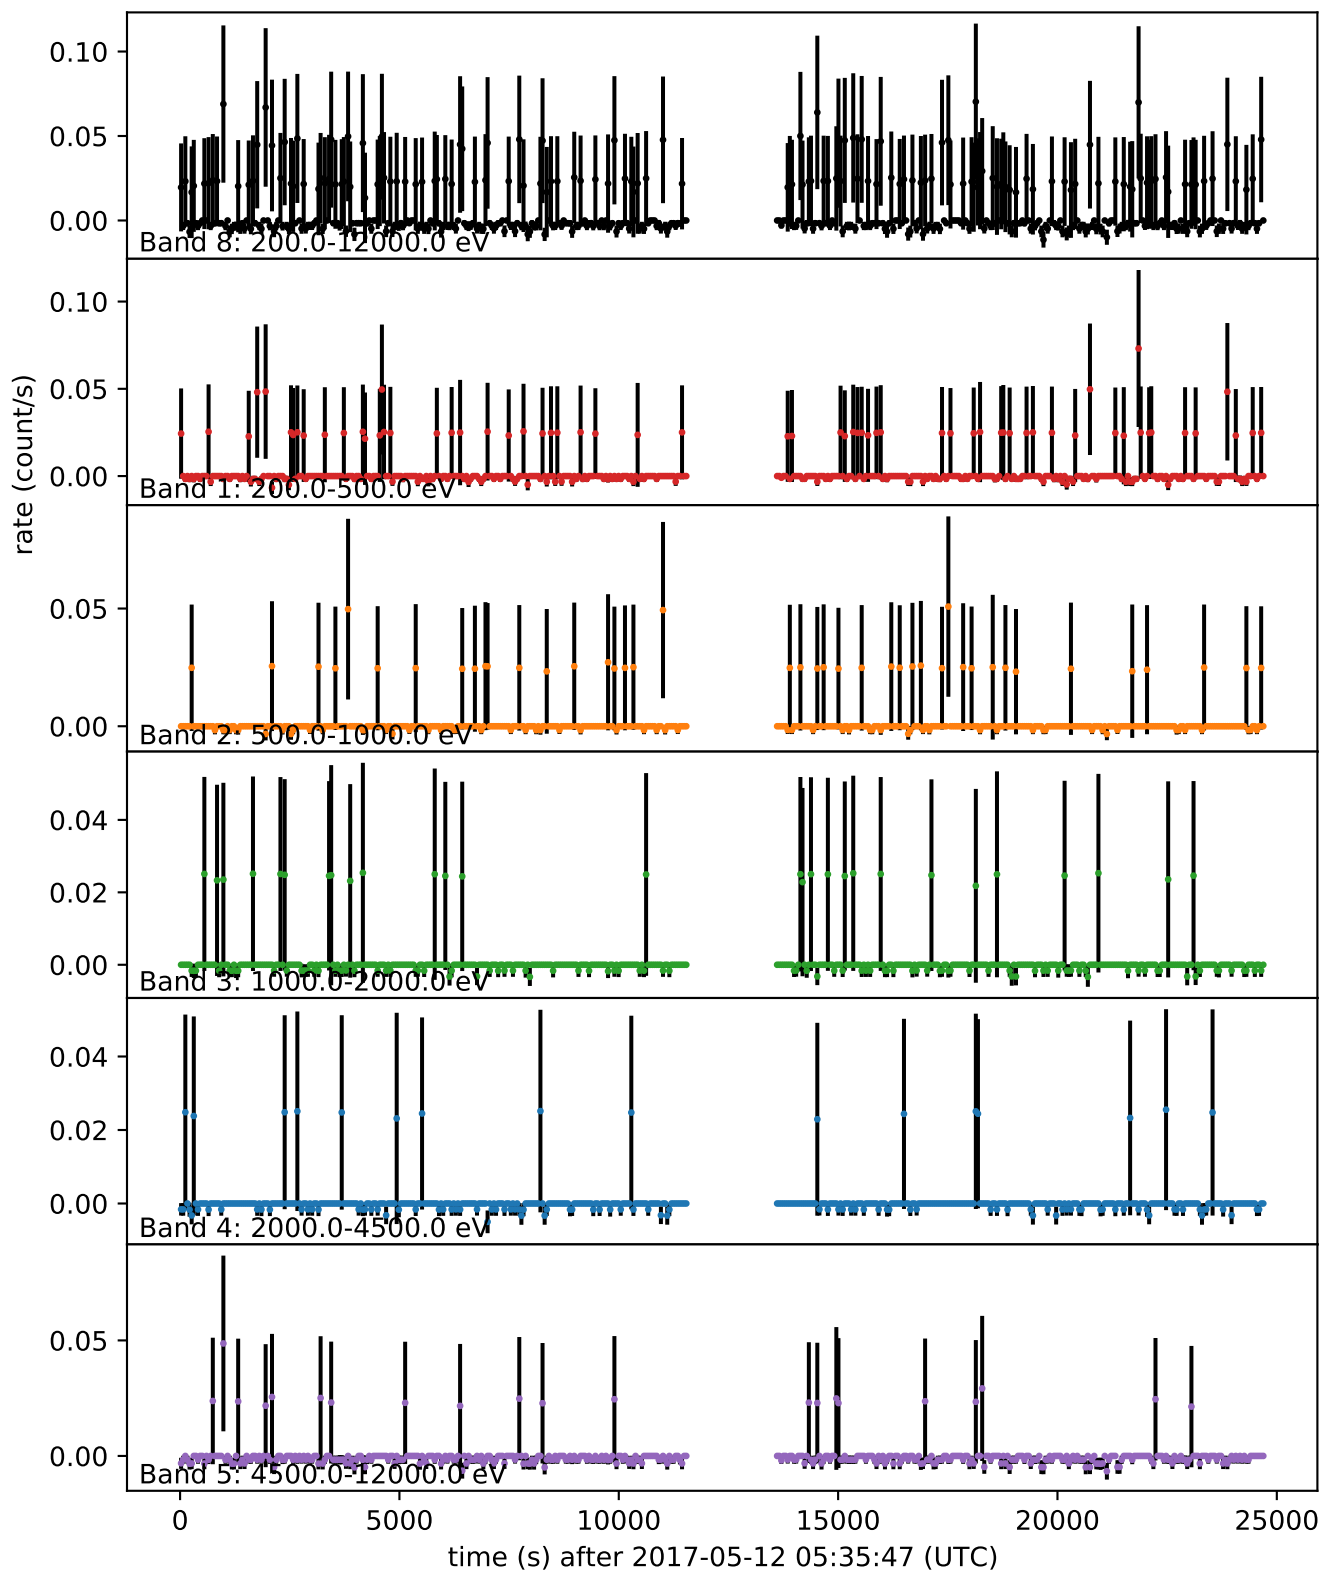 0.10
0.05
0.00
Band 8: 200.0-12000.0 eV
0.10
0.05
0.00
Band 1: 200.0-500.0 eV
rate (count/s)
0.05
0.00
Band 2: 500.0-1000.0 eV
0.04
0.02
0.00
Band 3: 1000.0-2000.0 eV
0.04
0.02
0.00
Band 4: 2000.0-4500.0 eV
0.05
0.00
Band 5: 4500.0-12000.0 eV
0 5000 10000 15000 20000 25000
time (s) after 2017-05-12 05:35:47 (UTC)